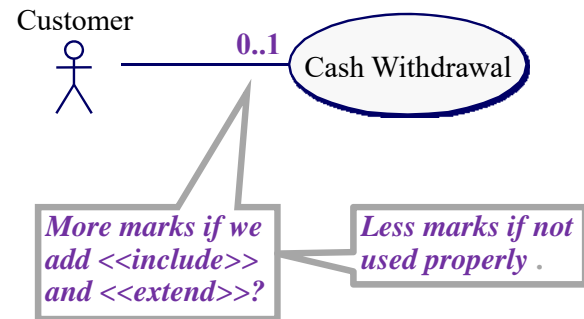 Customer
0..1
Cash Withdrawal
More marks if we
add <<include>>
and <<extend>>?
Less marks if not
used properly .